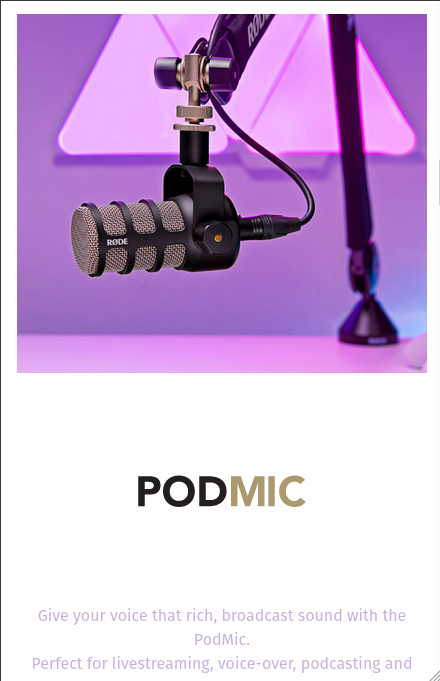 RØDE
RØDE
PODMIC
Give your voice that rich, broadcast sound with the
PodMic.
Perfect for livestreaming, voice-over, podcasting and